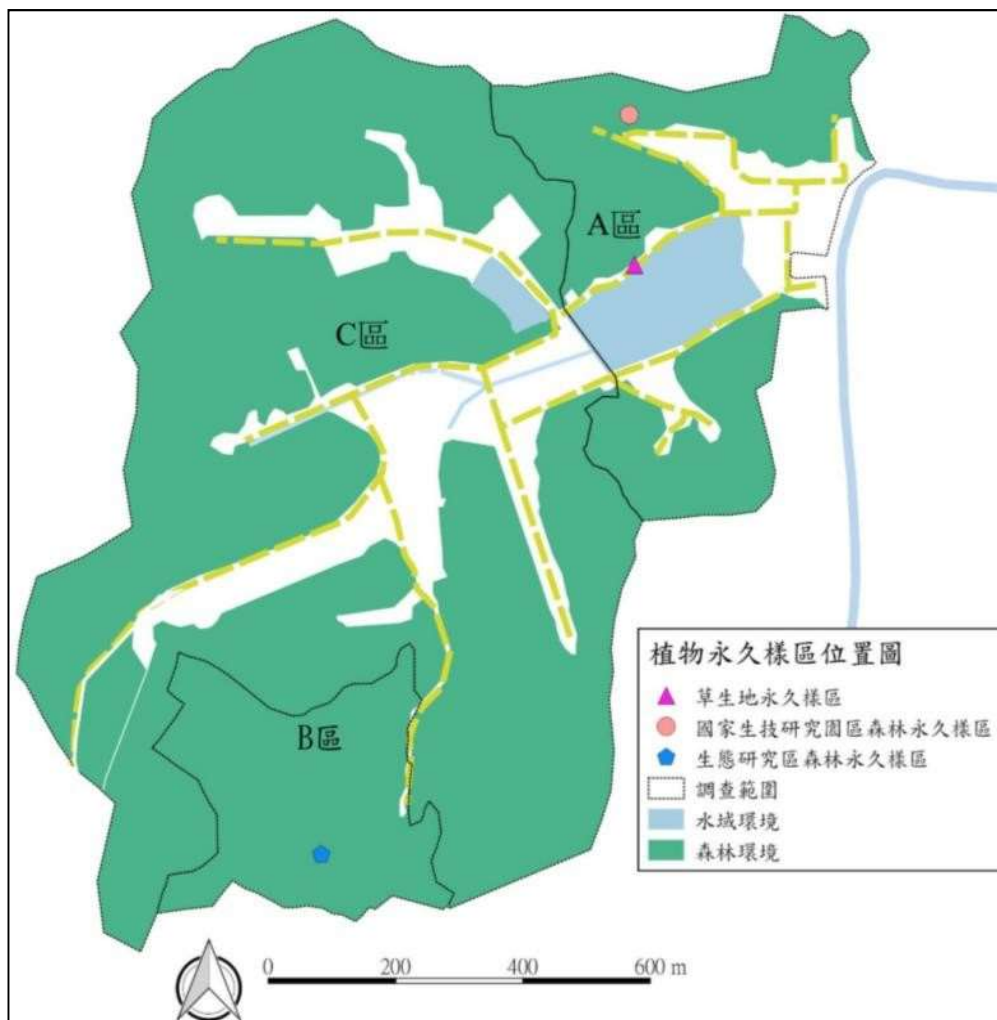 A區
C區
B區
植物永久樣區位置圖
草生地永久樣區
國家生技研究園區森林永久樣區
生態研究區森林永久樣區
調查範圍
水域環境
森林環境
0 200 400 600 m